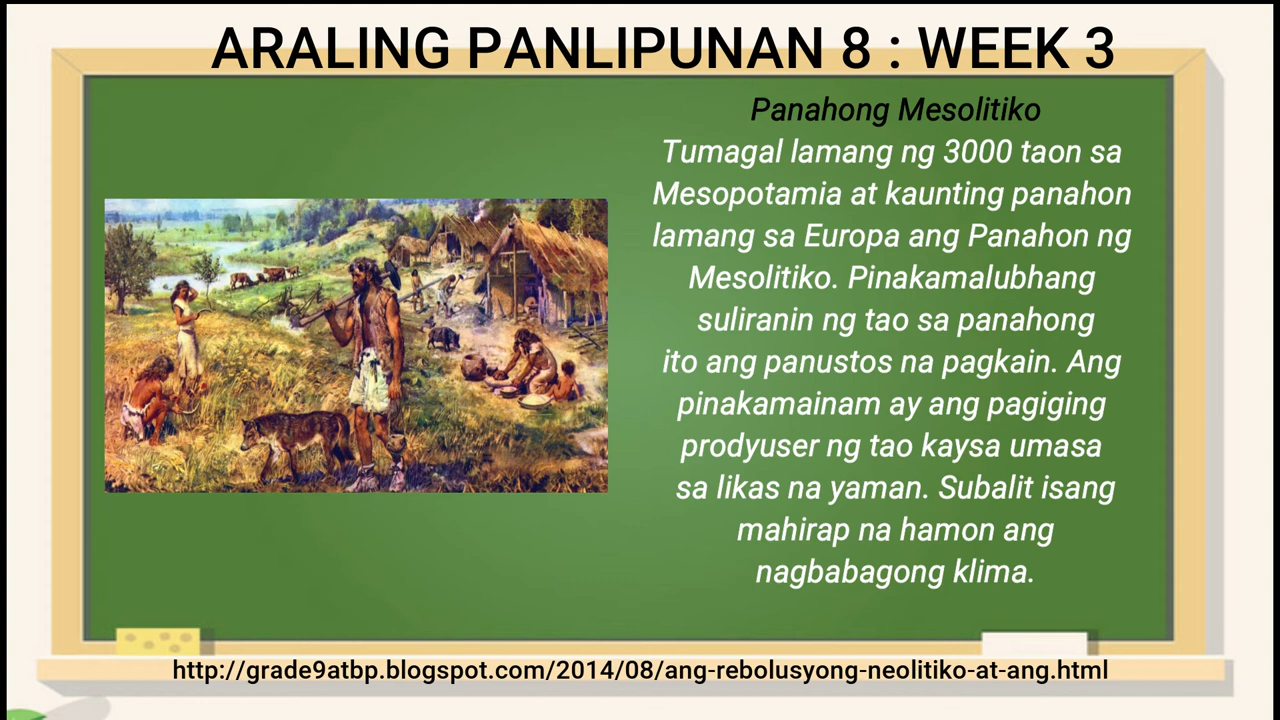 ARALING PANLIPUNAN 8 : WEEK 3
Panahong Mesolitiko
Tumagal lamang ng 3000 taon sa
Mesopotamia at kaunting panahon
lamang sa Europa ang Panahon ng
Mesolitiko. Pinakamalubhang
suliranin ng tao sa panahong
ito ang panustos na pagkain. Ang
pinakamainam ay ang pagiging
prodyuser ng tao kaysa umasa
sa likas na yaman. Subalit isang
mahirap na hamon ang
nagbabagong klima.
http://grade9atbp.blogspot.com/2014/08/ang-rebolusyong-neolitiko-at-ang.html